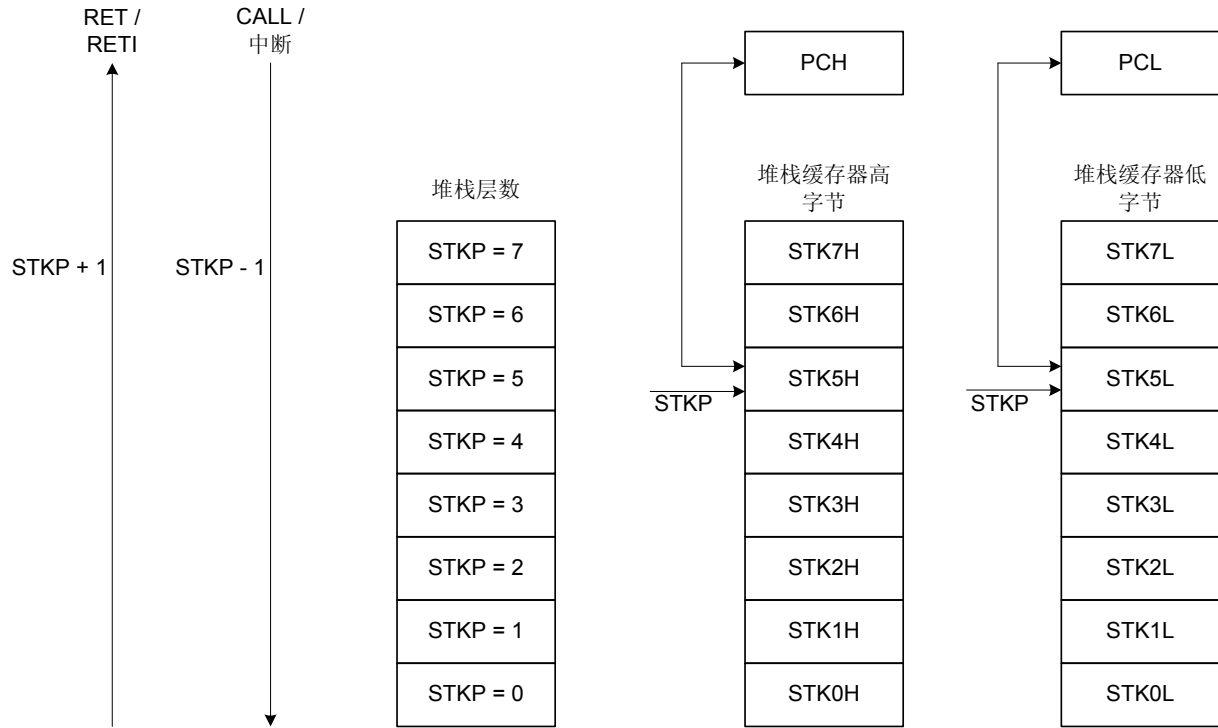 RET /
RETI
CALL /
中断
PCH
PCL
堆栈层数
堆栈缓存器高
字节
堆栈缓存器低
字节
STKP + 1
STKP - 1
STKP = 7
STK7H
STK7L
STKP = 6
STK6H
STK6L
STKP = 5
STK5H
STK5L
STKP
STKP
STKP = 4
STK4H
STK4L
STKP = 3
STK3H
STK3L
STKP = 2
STK2H
STK2L
STKP = 1
STK1H
STK1L
STKP = 0
STK0H
STK0L